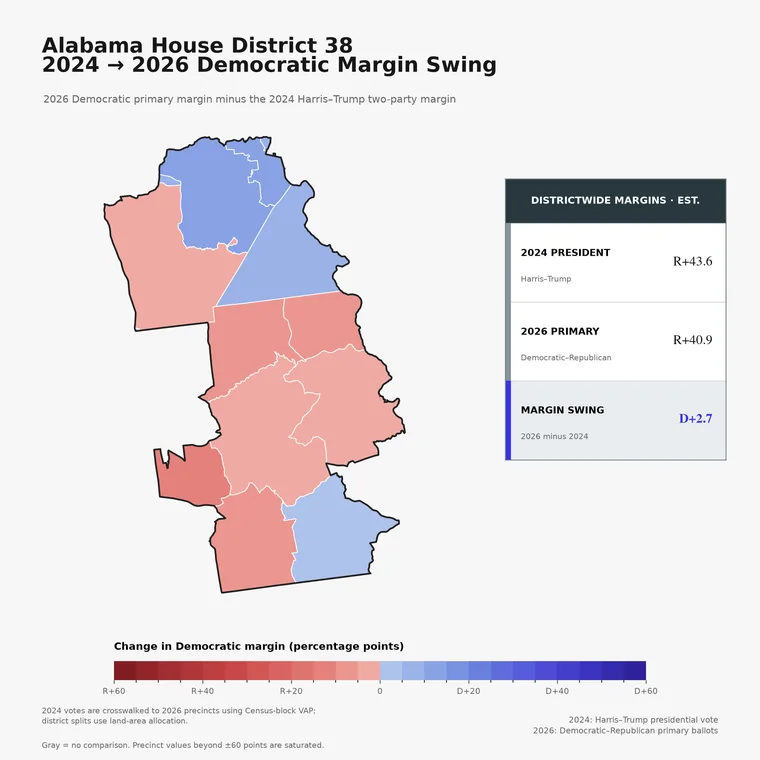 Alabama House District 38
2024 → 2026 Democratic Margin Swing
2026 Democratic primary margin minus the 2024 Harris–Trump two-party margin
DISTRICTWIDE MARGINS · EST.
2024 PRESIDENT
R+43.6
Harris–Trump
2026 PRIMARY
R+40.9
Democratic–Republican
MARGIN SWING
D+2.7
2026 minus 2024
Change in Democratic margin (percentage points)
R+60 R+40 R+20 0 D+20 D+40 D+60
2024 votes are crosswalked to 2026 precincts using Census-block VAP;
district splits use land-area allocation.
Gray = no comparison. Precinct values beyond ±60 points are saturated.
2024: Harris–Trump presidential vote
2026: Democratic–Republican primary ballots